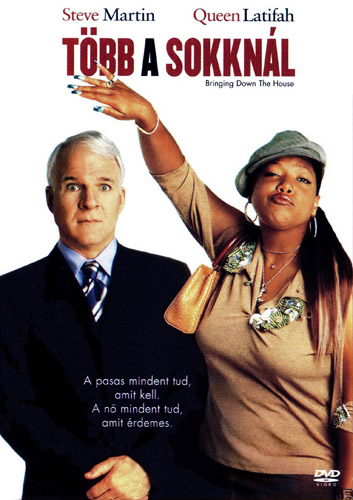 Steve Martin Queen Latifah
TÖBB A SOKKNÁL
Bringing Down The House
A pasas mindent tud,
amit kell.
A nő mindent tud,
amit érdemes.
DVD
VIDEO